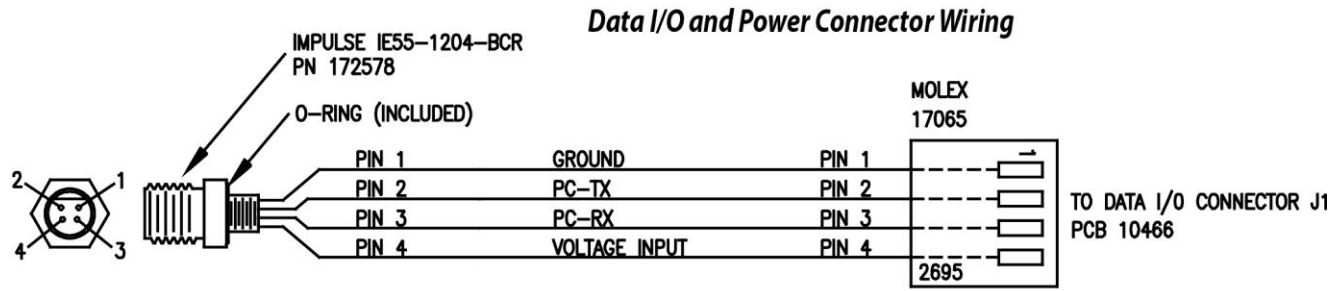 Data I/O and Power Connector Wiring
IMPULSE IE55-1204-BCR
PN 172578
O-RING (INCLUDED)
MOLEX
17065
2 1
4 3
PIN 1 GROUND PIN 1
PIN 2 PC-TX PIN 2
PIN 3 PC-RX PIN 3
PIN 4 VOLTAGE INPUT PIN 4
1
2695
TO DATA I/O CONNECTOR J1
PCB 10466